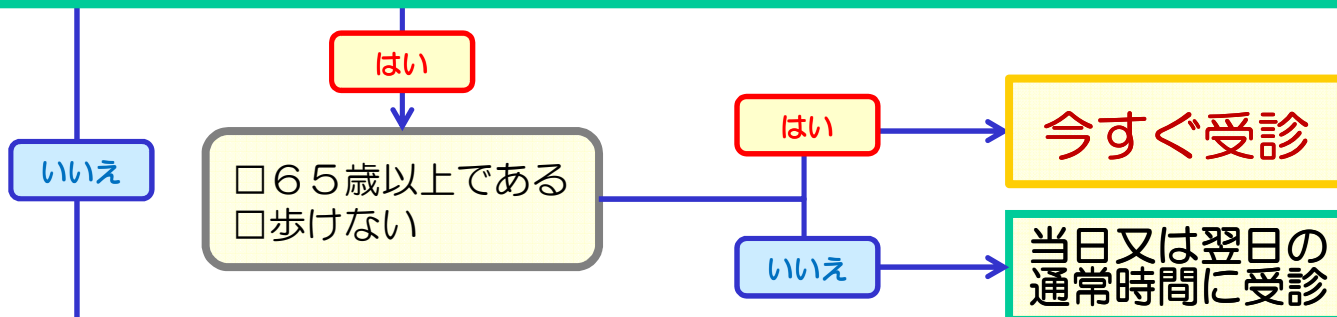 はい
いいえ
□６５歳以上である
□歩けない
はい
今すぐ受診
いいえ
当日又は翌日の
通常時間に受診